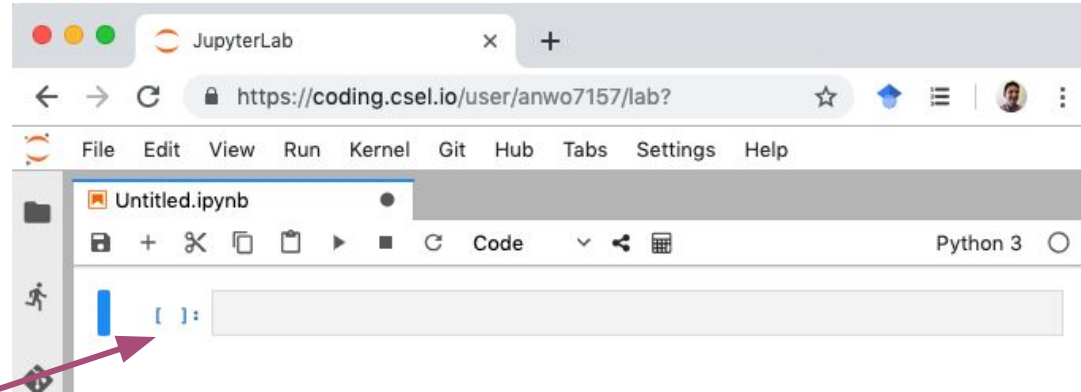 JupyterLab
https://coding.csel.io/user/anwo7157/lab?
File Edit View Run Kernel Git Hub Tabs Settings Help
Untitled.ipynb
Code Python 3
[ ]: